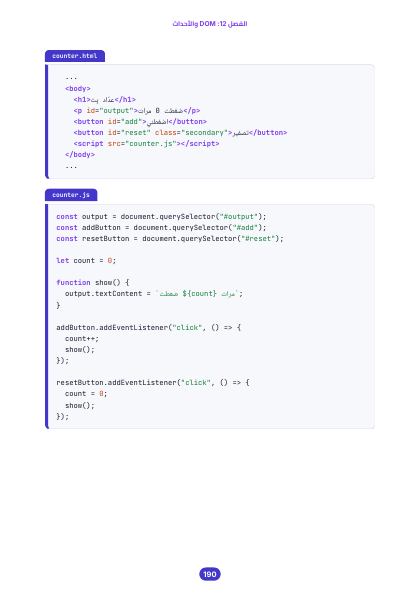 الفصل 12: DOM والأحداث
counter.html
...
<body>
<h1>عدّاد بت</h1>
<p id="output">ضغطت 0 مرات</p>
<button id="add">اضغطني!</button>
<button id="reset" class="secondary">تصفير</button>
<script src="counter.js"></script>
</body>
...
counter.js
const output = document.querySelector("#output");
const addButton = document.querySelector("#add");
const resetButton = document.querySelector("#reset");
let count = 0;
function show() {
output.textContent = `ضغطت ${count} مرات`;
}
addButton.addEventListener("click", () => {
count++;
show();
});
resetButton.addEventListener("click", () => {
count = 0;
show();
});
190